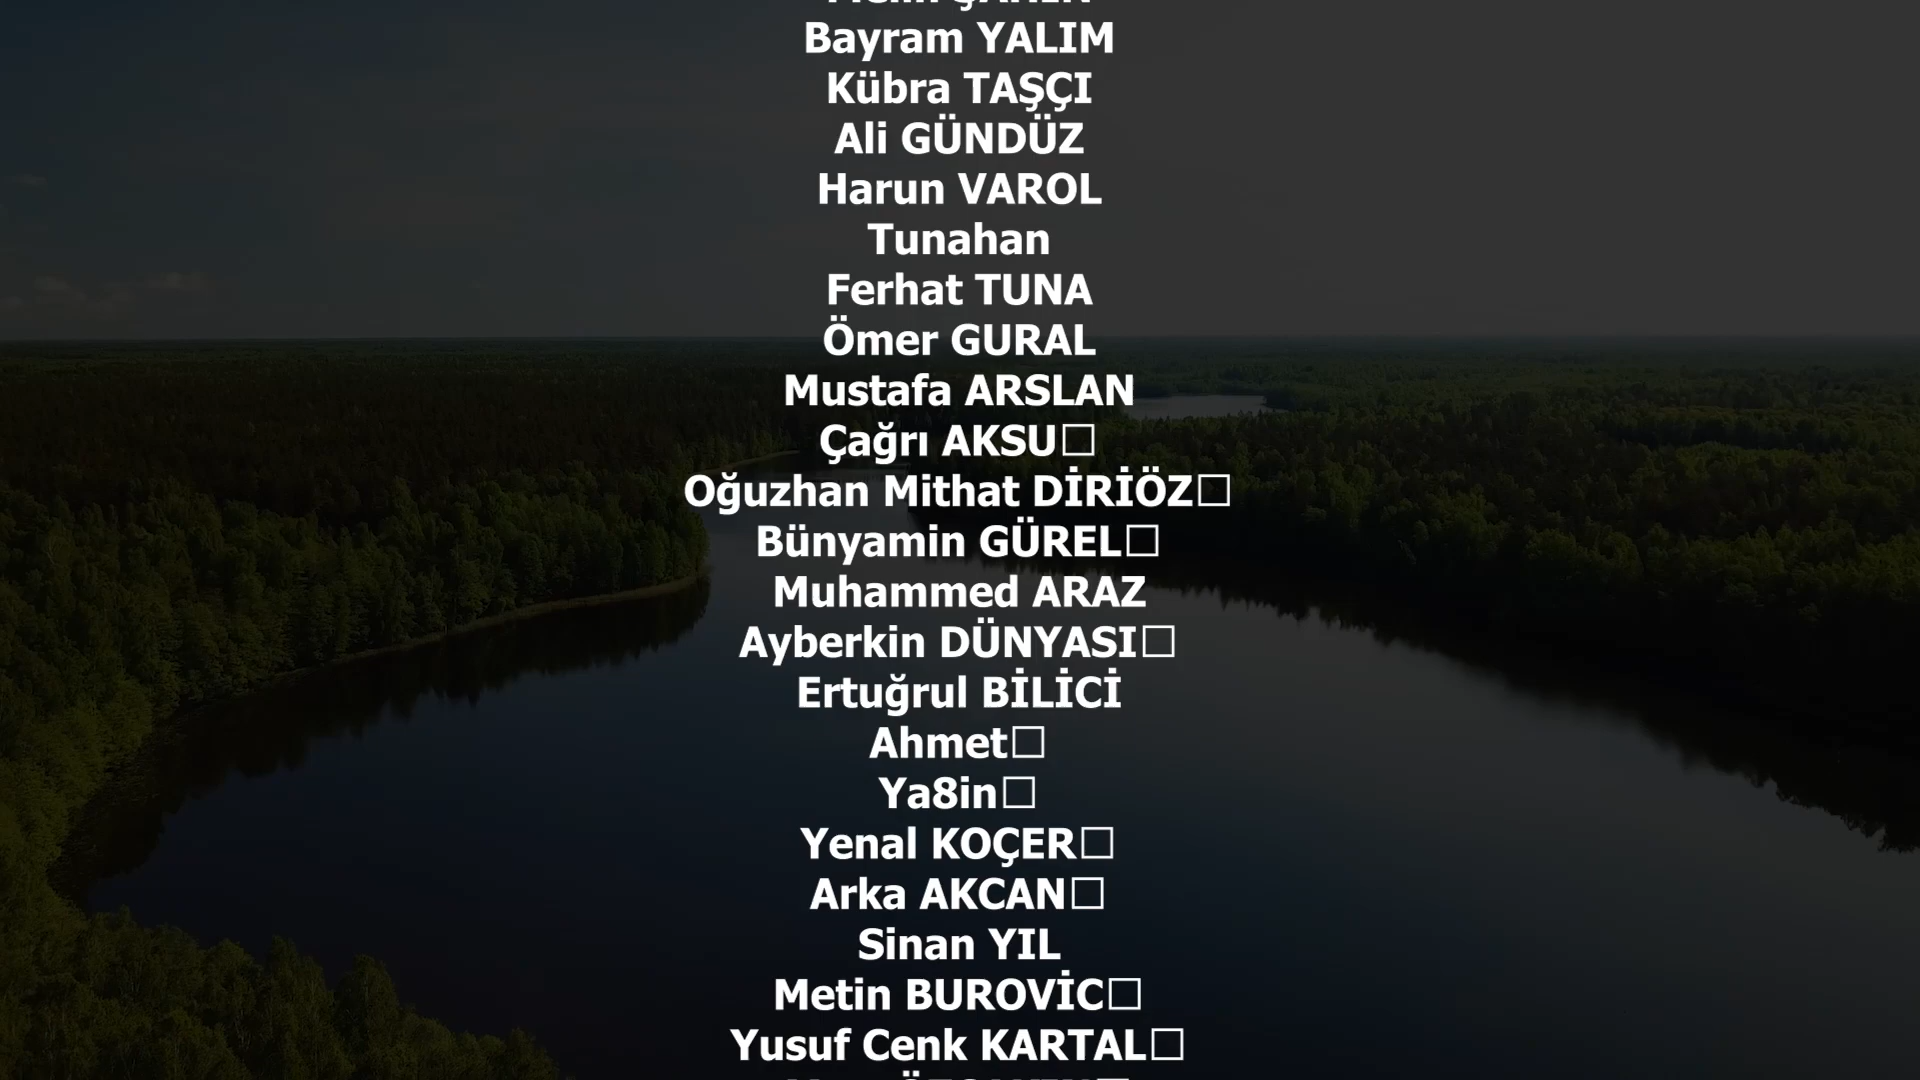 Bayram YALIM
Kübra TAŞÇI
Ali GÜNDÜZ
Harun VAROL
Tunahan
Ferhat TUNA
Ömer GURAL
Mustafa ARSLAN
Çağrı AKSU□
Oğuzhan Mithat DİRİÖZ□
Bünyamin GÜREL□
Muhammed ARAZ
Ayberkin DÜNYASI□
Ertuğrul BİLİCİ
Ahmet□
Ya8in□
Yenal KOÇER□
Arka AKCAN□
Sinan YIL
Metin BUROVİC□
Yusuf Cenk KARTAL□